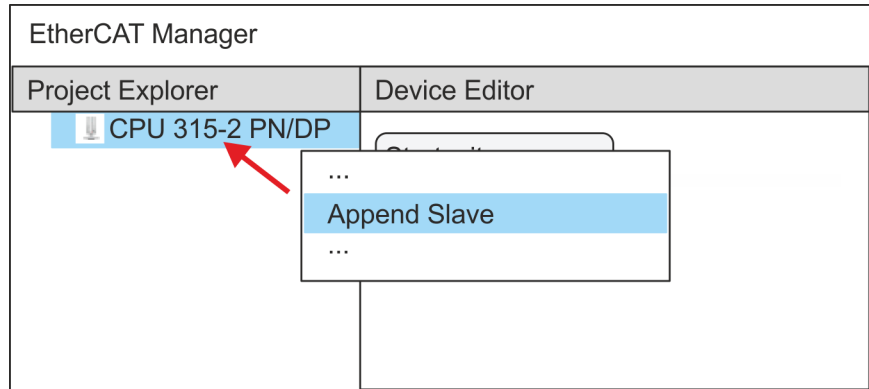 EtherCAT Manager
Project Explorer
Device Editor
CPU 315-2 PN/DP
...
Append Slave
...